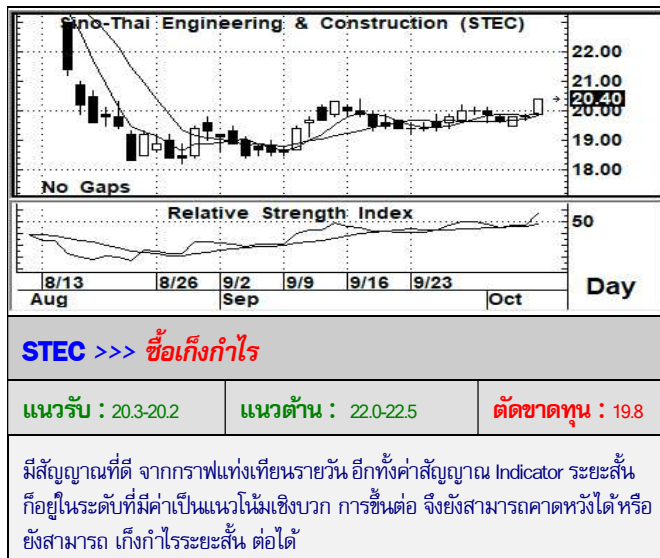 Sino-Thai Engineering & Construction (STEC)
22.00
21.00
20.40
20.00
19.00
18.00
No Gaps
Relative Strength Index
50
8/13 8/26 9/2 9/9 9/16 9/23
Aug Sep Oct
Day
STEC >>> ซื้อเก็งกำไร
แนวรับ : 20.3-20.2 แนวต้าน : 22.0-22.5 ตัดขาดทุน : 19.8
มีสัญญาณที่ดี จากกราฟแท่งเทียนรายวัน อีกทั้งค่าสัญญาณ Indicator ระยะสั้น
ก็อยู่ในระดับที่มีค่าเป็นแนวโน้มเชิงบวก การขึ้นต่อ จึงยังสามารถคาดหวังได้หรือ
ยังสามารถ เก็งกำไรระยะสั้น ต่อได้